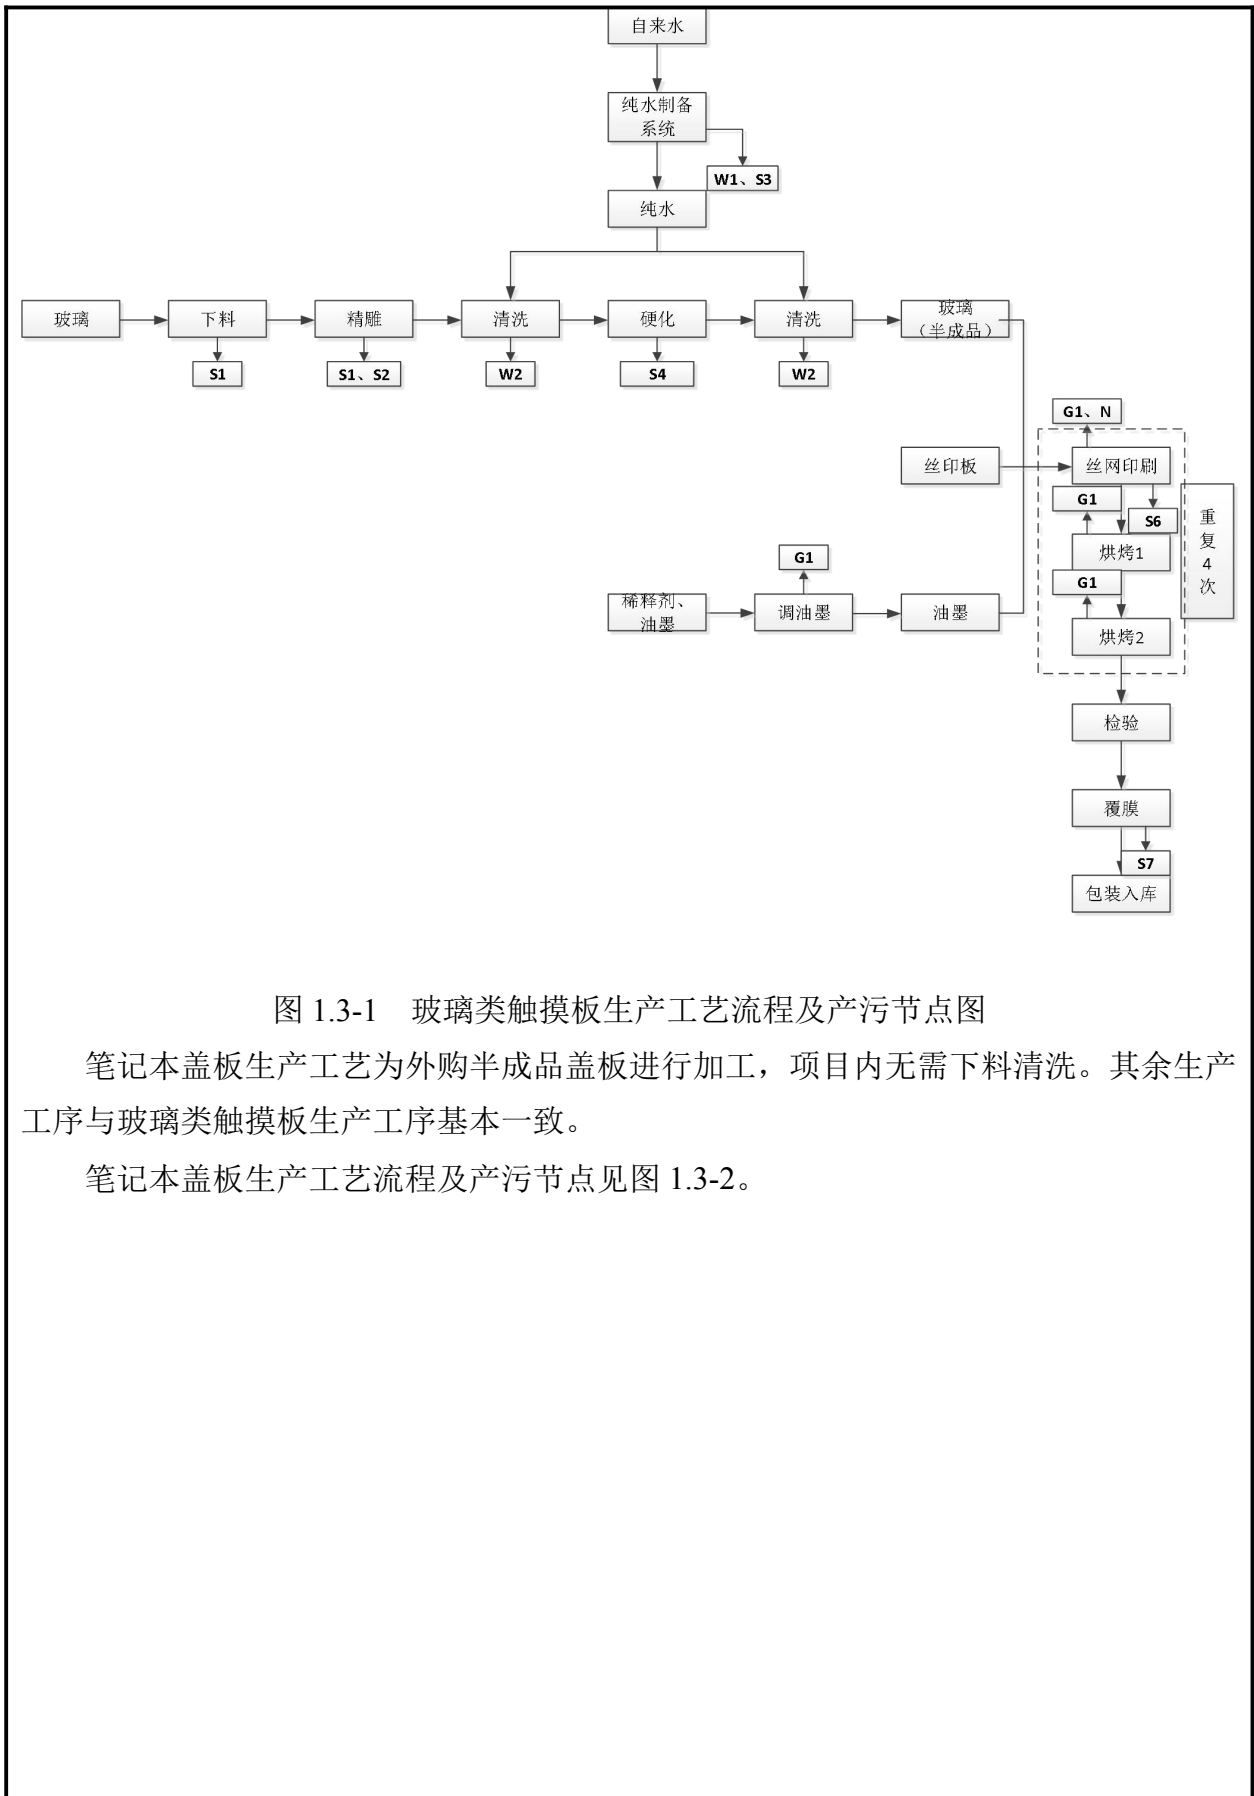 自来水
纯水制备
系统
W1、S3
纯水
玻璃
下料
精雕
清洗
硬化
清洗
玻璃
（半成品）
S1
S1、S2
W2
S4
W2
G1、N
丝印板
丝网印刷
G1
S6
重
复
4
次
烘烤1
G1
G1
稀释剂、
油墨
调油墨
油墨
烘烤2
检验
覆膜
S7
包装入库
图 1.3-1 玻璃类触摸板生产工艺流程及产污节点图
笔记本盖板生产工艺为外购半成品盖板进行加工，项目内无需下料清洗。其余生产
工序与玻璃类触摸板生产工序基本一致。
笔记本盖板生产工艺流程及产污节点见图 1.3-2。